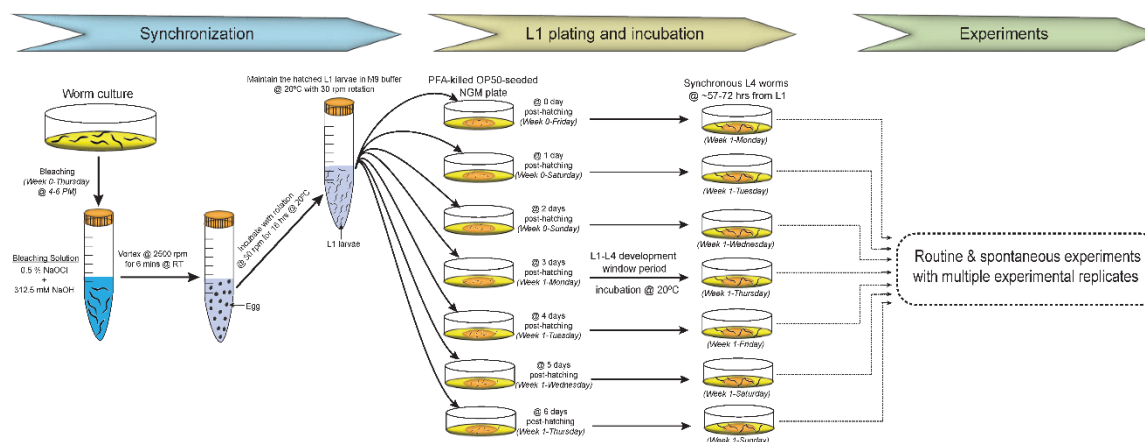 Synchronization
L1 plating and incubation
Experiments
Worm culture
Bleaching
(Week 0-Thursday
@ 4-6 PM)
Bleaching Solution
0.5 % NaOCl
+
312.5 mM NaOH
Vortex @ 2500 rpm
for 6 mins @ RT
Egg
Incubate with rotation
@ 30 rpm for 16 hrs @ 20ºC
Maintain the hatched L1 larvae in M9 buffer
@ 20ºC with 30 rpm rotation
L1 larvae
PFA-killed OP50-seeded
NGM plate
@ 0 day
post-hatching
(Week 0-Friday)
@ 1 day
post-hatching
(Week 0-Saturday)
@ 2 days
post-hatching
(Week 0-Sunday)
@ 3 days
post-hatching
(Week 1-Monday)
@ 4 days
post-hatching
(Week 1-Tuesday)
@ 5 days
post-hatching
(Week 1-Wednesday)
@ 6 days
post-hatching
(Week 1-Thursday)
L1-L4 development
window period
incubation @ 20ºC
Synchronous L4 worms
@ ~57-72 hrs from L1
(Week 1-Monday)
(Week 1-Tuesday)
(Week 1-Wednesday)
(Week 1-Thursday)
(Week 1-Friday)
(Week 1-Saturday)
(Week 1-Sunday)
Routine & spontaneous experiments
with multiple experimental replicates